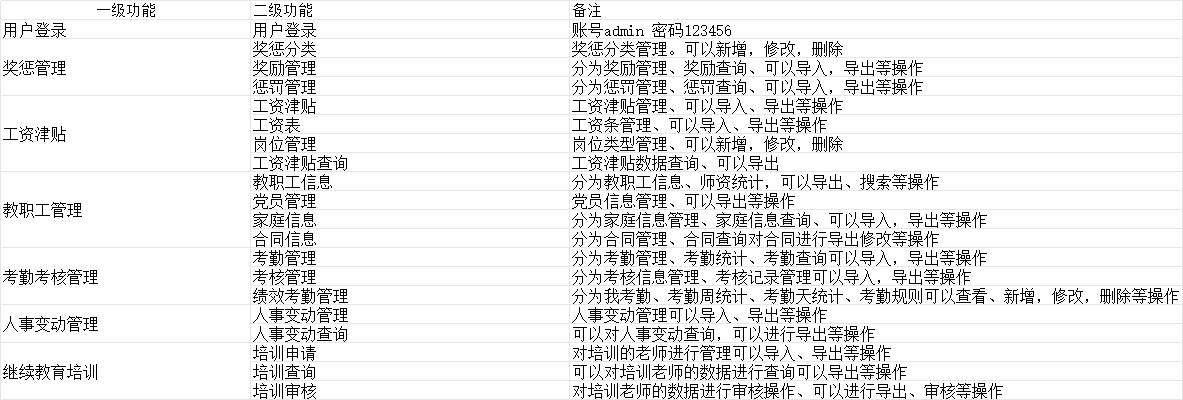 一级功能 二级功能 备注
用户登录 用户登录 账号admin 密码123456
奖惩分类 奖惩分类管理。可以新增，修改，删除
奖惩管理 奖励管理 分为奖励管理、奖励查询、可以导入，导出等操作
惩罚管理 分为惩罚管理、惩罚查询、可以导入，导出等操作
工资津贴 工资津贴管理、可以导入、导出等操作
工资津贴 工资表 工资条管理、可以导入、导出等操作
岗位管理 岗位类型管理、可以新增，修改，删除
工资津贴查询 工资津贴数据查询、可以导出
教职工信息 分为教职工信息、师资统计，可以导出、搜索等操作
教职工管理 党员管理 党员信息管理、可以导出等操作
家庭信息 分为家庭信息管理、家庭信息查询、可以导入，导出等操作
合同信息 分为合同管理、合同查询对合同进行导出修改等操作
考勤管理 分为考勤管理、考勤统计、考勤查询可以导入，导出等操作
考勤考核管理 考核管理 分为考核信息管理、考核记录管理可以导入，导出等操作
绩效考勤管理 分为我考勤、考勤周统计、考勤天统计、考勤规则可以查看、新增，修改，删除等操作
人事变动管理 人事变动管理 人事变动管理可以导入、导出等操作
人事变动查询 可以对人事变动查询，可以进行导出等操作
培训申请 对培训的老师进行管理可以导入、导出等操作
继续教育培训 培训查询 可以对培训老师的数据进行查询可以导出等操作
培训审核 对培训老师的数据进行审核操作、可以进行导出、审核等操作